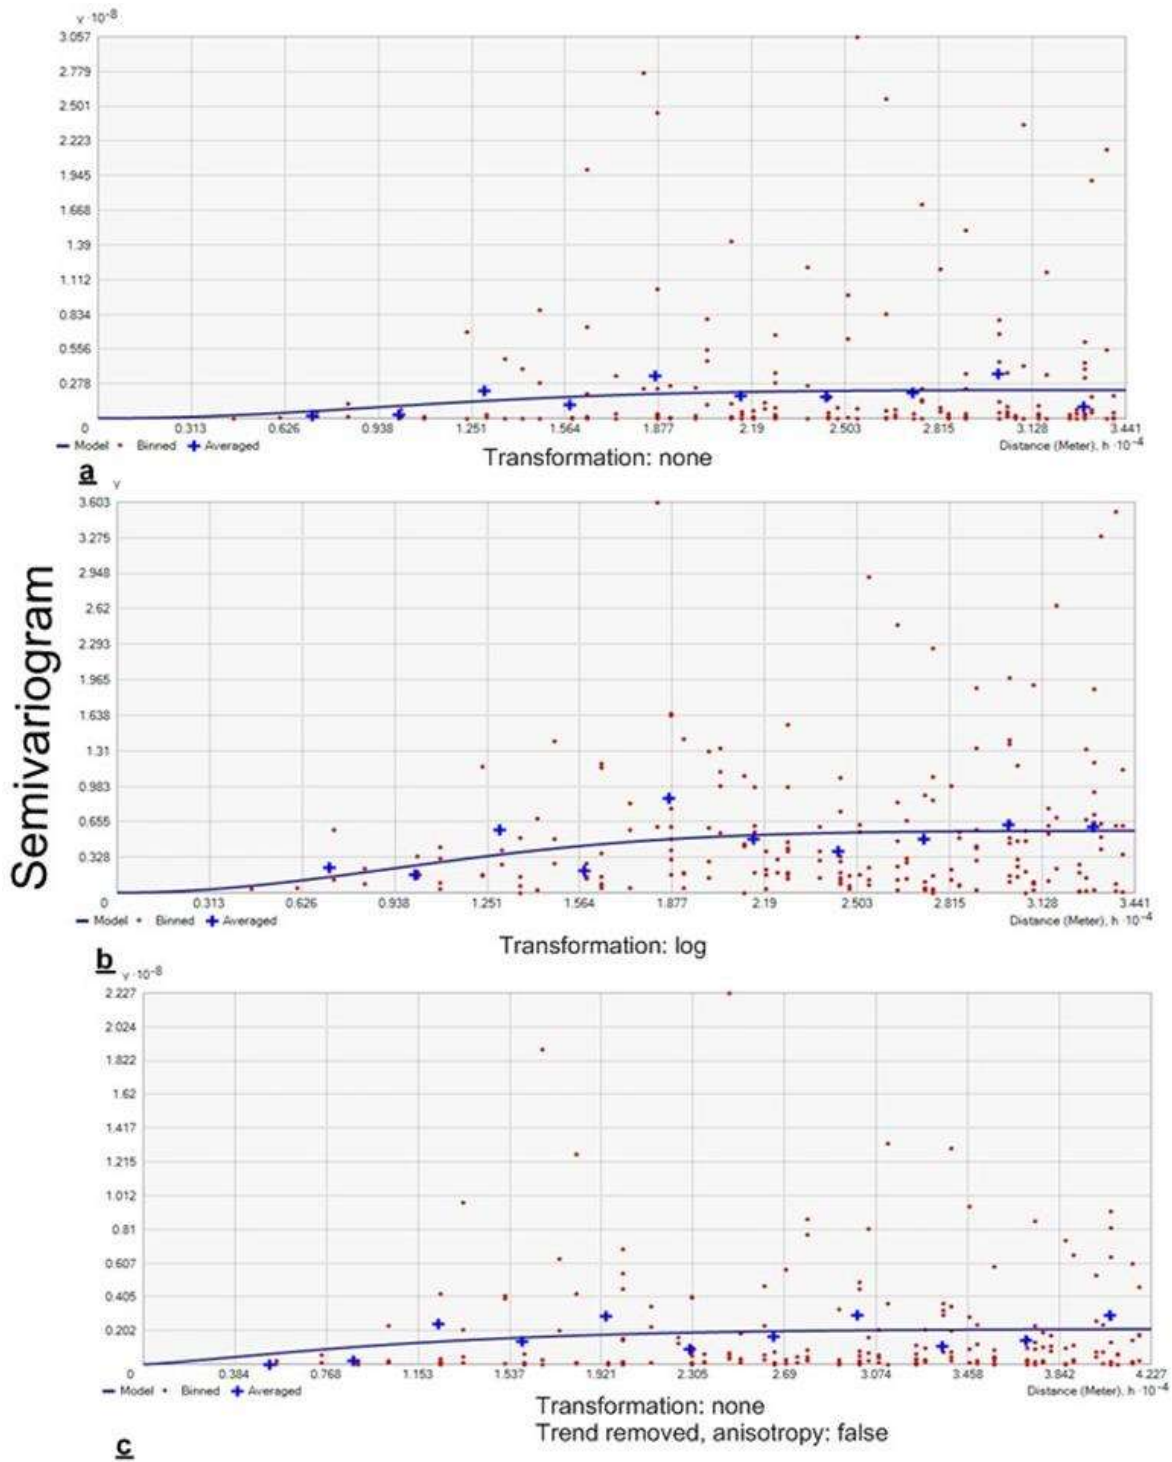 γ ·10⁻⁸
3.057
2.779
2.501
2.223
1.945
1.668
1.39
1.112
0.834
0.556
0.278
0 0.313 0.626 0.938 1.251 1.564 1.877 2.19 2.503 2.815 3.128 3.441
Model Binned Averaged Distance (Meter), h ·10⁻⁴
Transformation: none
a
γ
3.603
3.275
2.948
2.62
2.293
1.965
1.638
1.31
0.983
0.655
0.328
0 0.313 0.626 0.938 1.251 1.564 1.877 2.19 2.503 2.815 3.128 3.441
Model Binned Averaged Distance (Meter), h ·10⁻⁴
Semivariogram
Transformation: log
b
γ ·10⁻⁸
2.227
2.024
1.822
1.62
1.417
1.215
1.012
0.81
0.607
0.405
0.202
0 0.384 0.768 1.153 1.537 1.921 2.305 2.69 3.074 3.458 3.842 4.227
Model Binned Averaged Distance (Meter), h ·10⁻⁴
Transformation: none
Trend removed, anisotropy: false
c